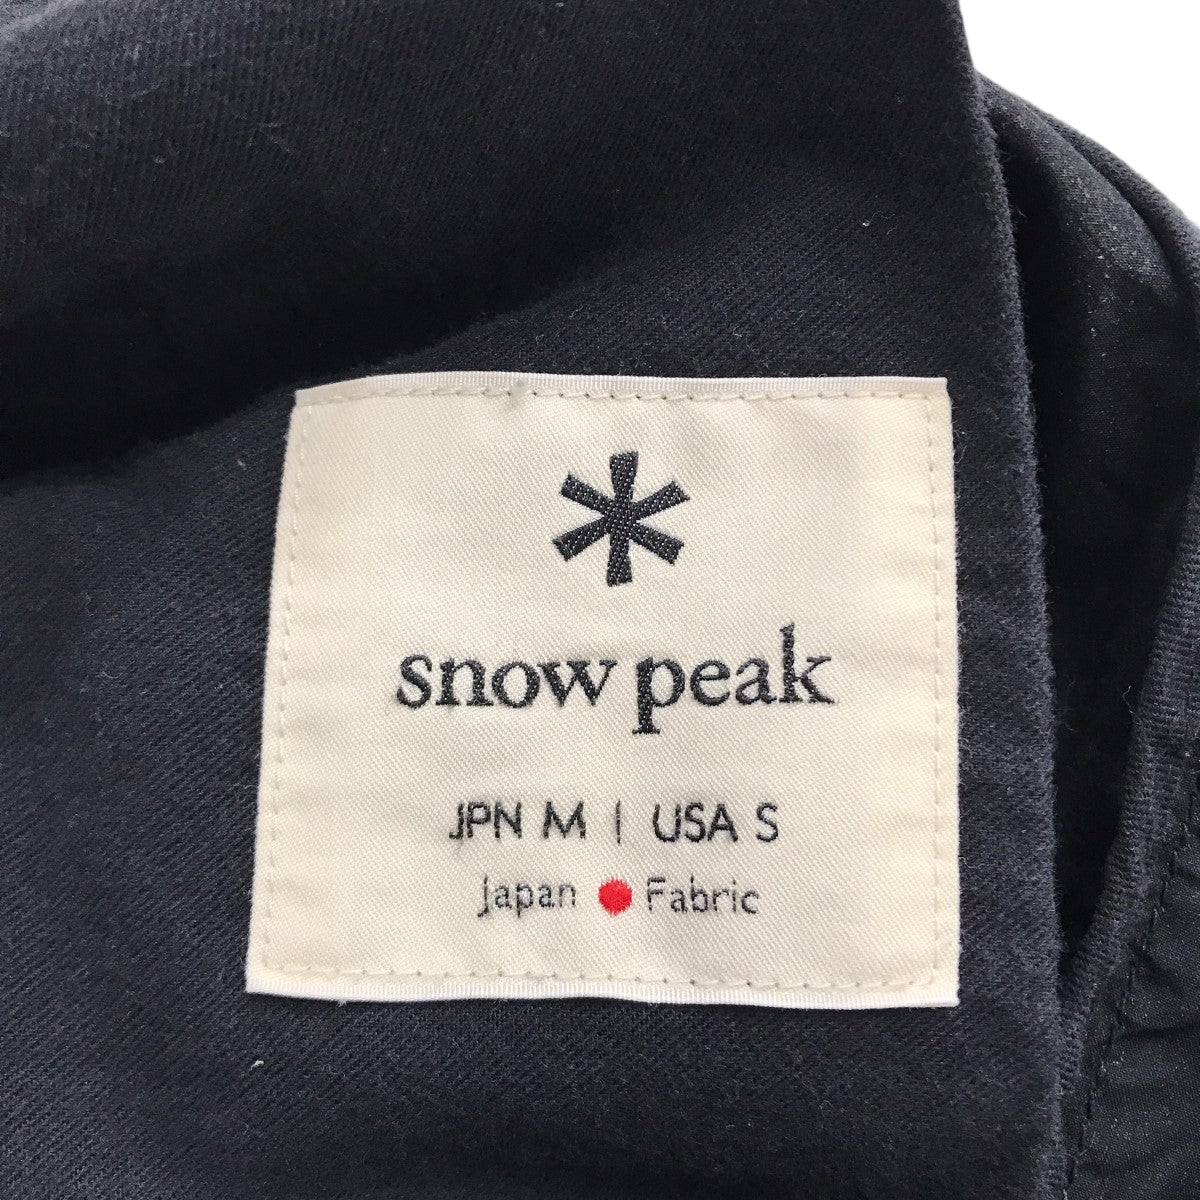 snow peak
JPN M | USA S
Japan Fabric